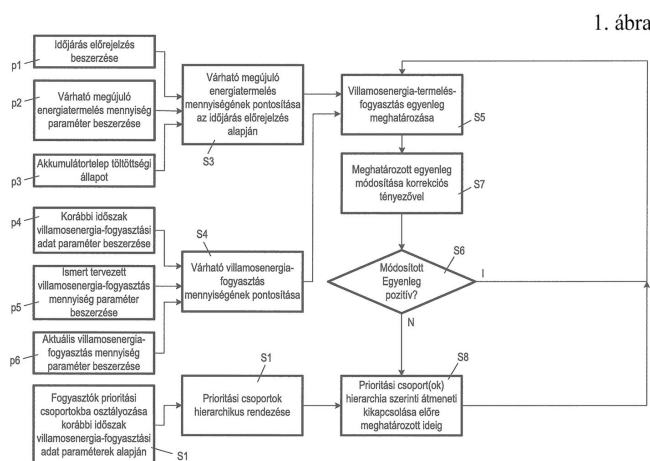 1. ábra
p1
Időjárás előrejelzés
beszerzése
p2
Várható megújuló
energiatermelés mennyiség
paraméter beszerzése
p3
Akkumulátortelep töltöttségi
állapot
Várható megújuló
energiatermelés
mennyiségének pontosítása
az időjárás előrejelzés
alapján
S3
Villamosenergia-termelés-
fogyasztás egyenleg
meghatározása
S5
Meghatározott egyenleg
módosítása korrekciós
tényezővel
S7
p4
Korábbi időszak
villamosenergia-fogyasztási
adat paraméter beszerzése
p5
Ismert tervezett
villamosenergia-fogyasztás
mennyiség paraméter
beszerzése
p6
Aktuális villamosenergia-
fogyasztás mennyiség
paraméter beszerzése
S4
Várható villamosenergia-
fogyasztás
mennyiségének pontosítása
S6
Módosított
Egyenleg
pozitív?
I
N
Fogyasztók prioritási
csoportokba osztályozása
korábbi időszak
villamosenergia-fogyasztási
adat paraméterek alapján
S1
S1
Prioritási csoportok
hierarchikus rendezése
S8
Prioritási csoport(ok)
hierarchia szerinti átmeneti
kikapcsolása előre
meghatározott ideig